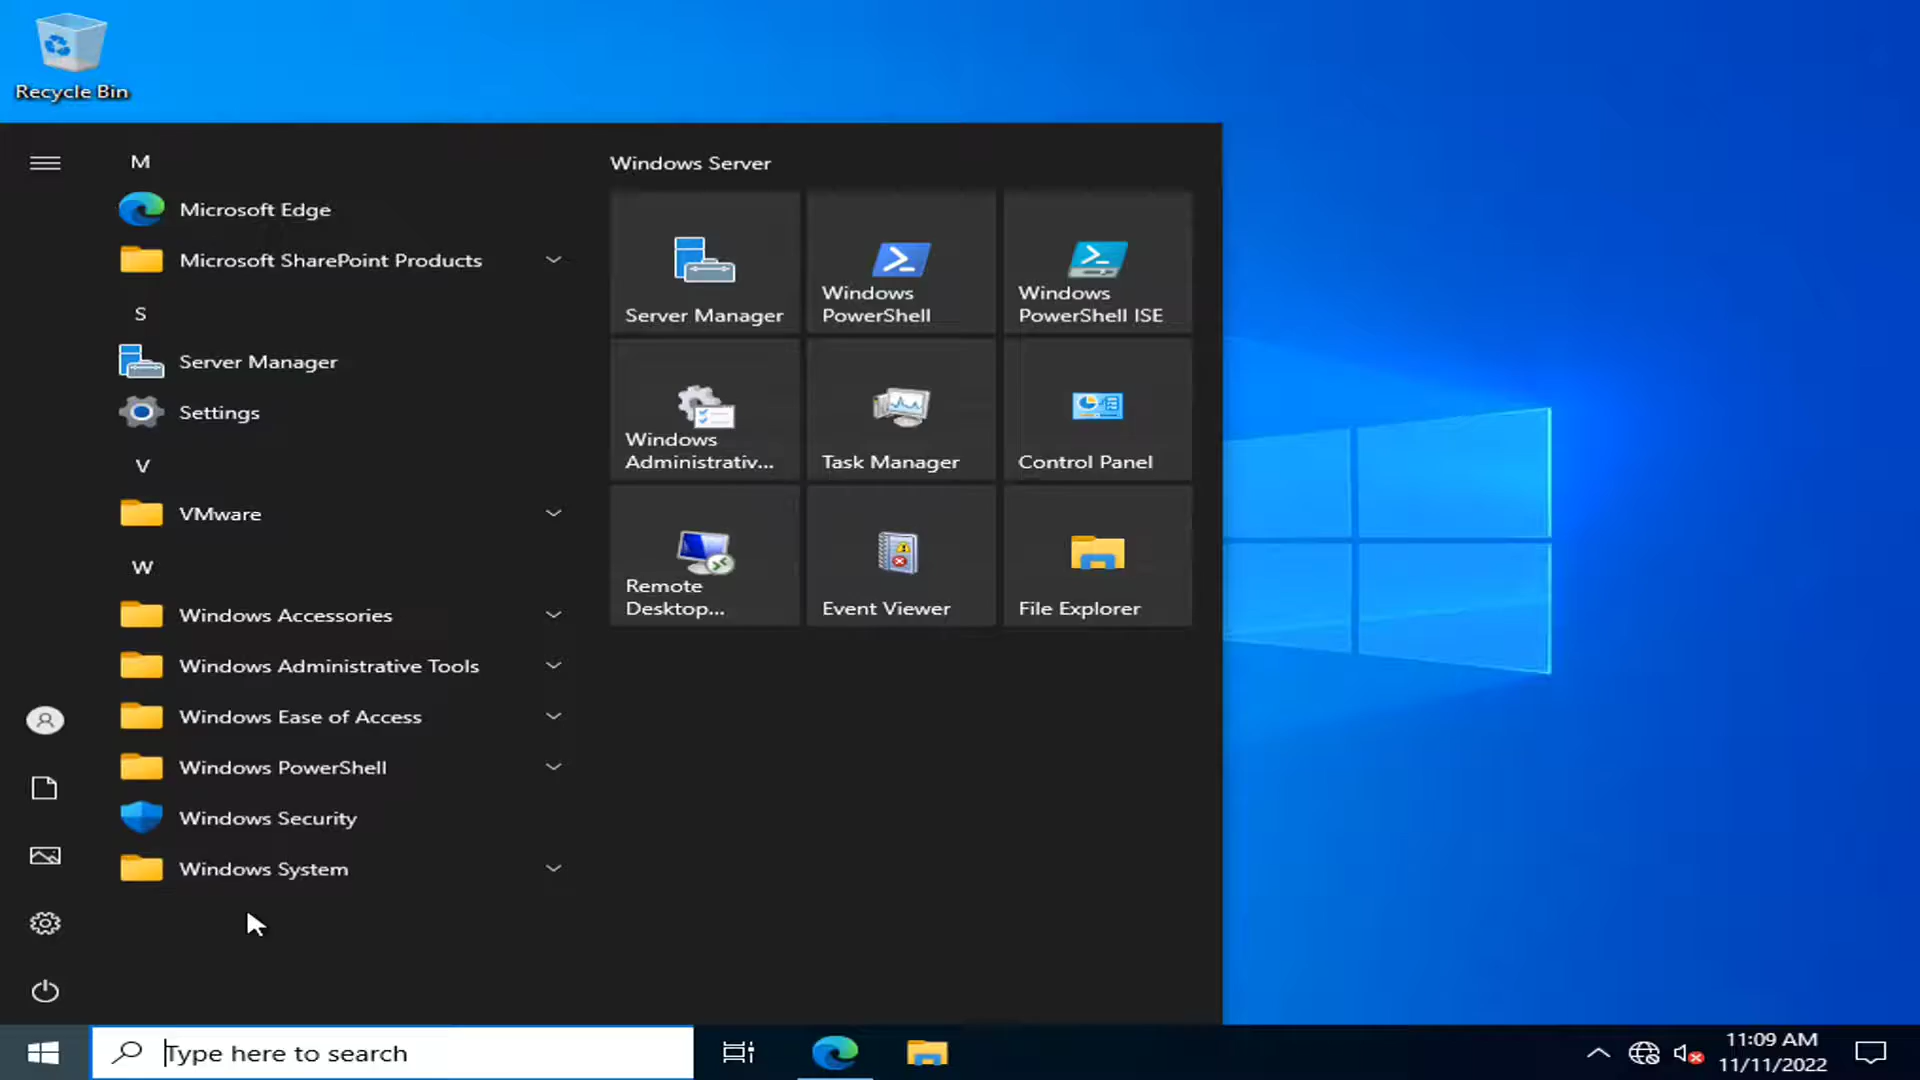 Recycle Bin
M
Microsoft Edge
Microsoft SharePoint Products
S
Server Manager
Settings
V
VMware
W
Windows Accessories
Windows Administrative Tools
Windows Ease of Access
Windows PowerShell
Windows Security
Windows System
Windows Server
Server Manager
Windows
PowerShell
Windows
PowerShell ISE
Windows
Administrativ...
Task Manager
Control Panel
Remote
Desktop...
Event Viewer
File Explorer
Type here to search
11:09 AM
11/11/2022